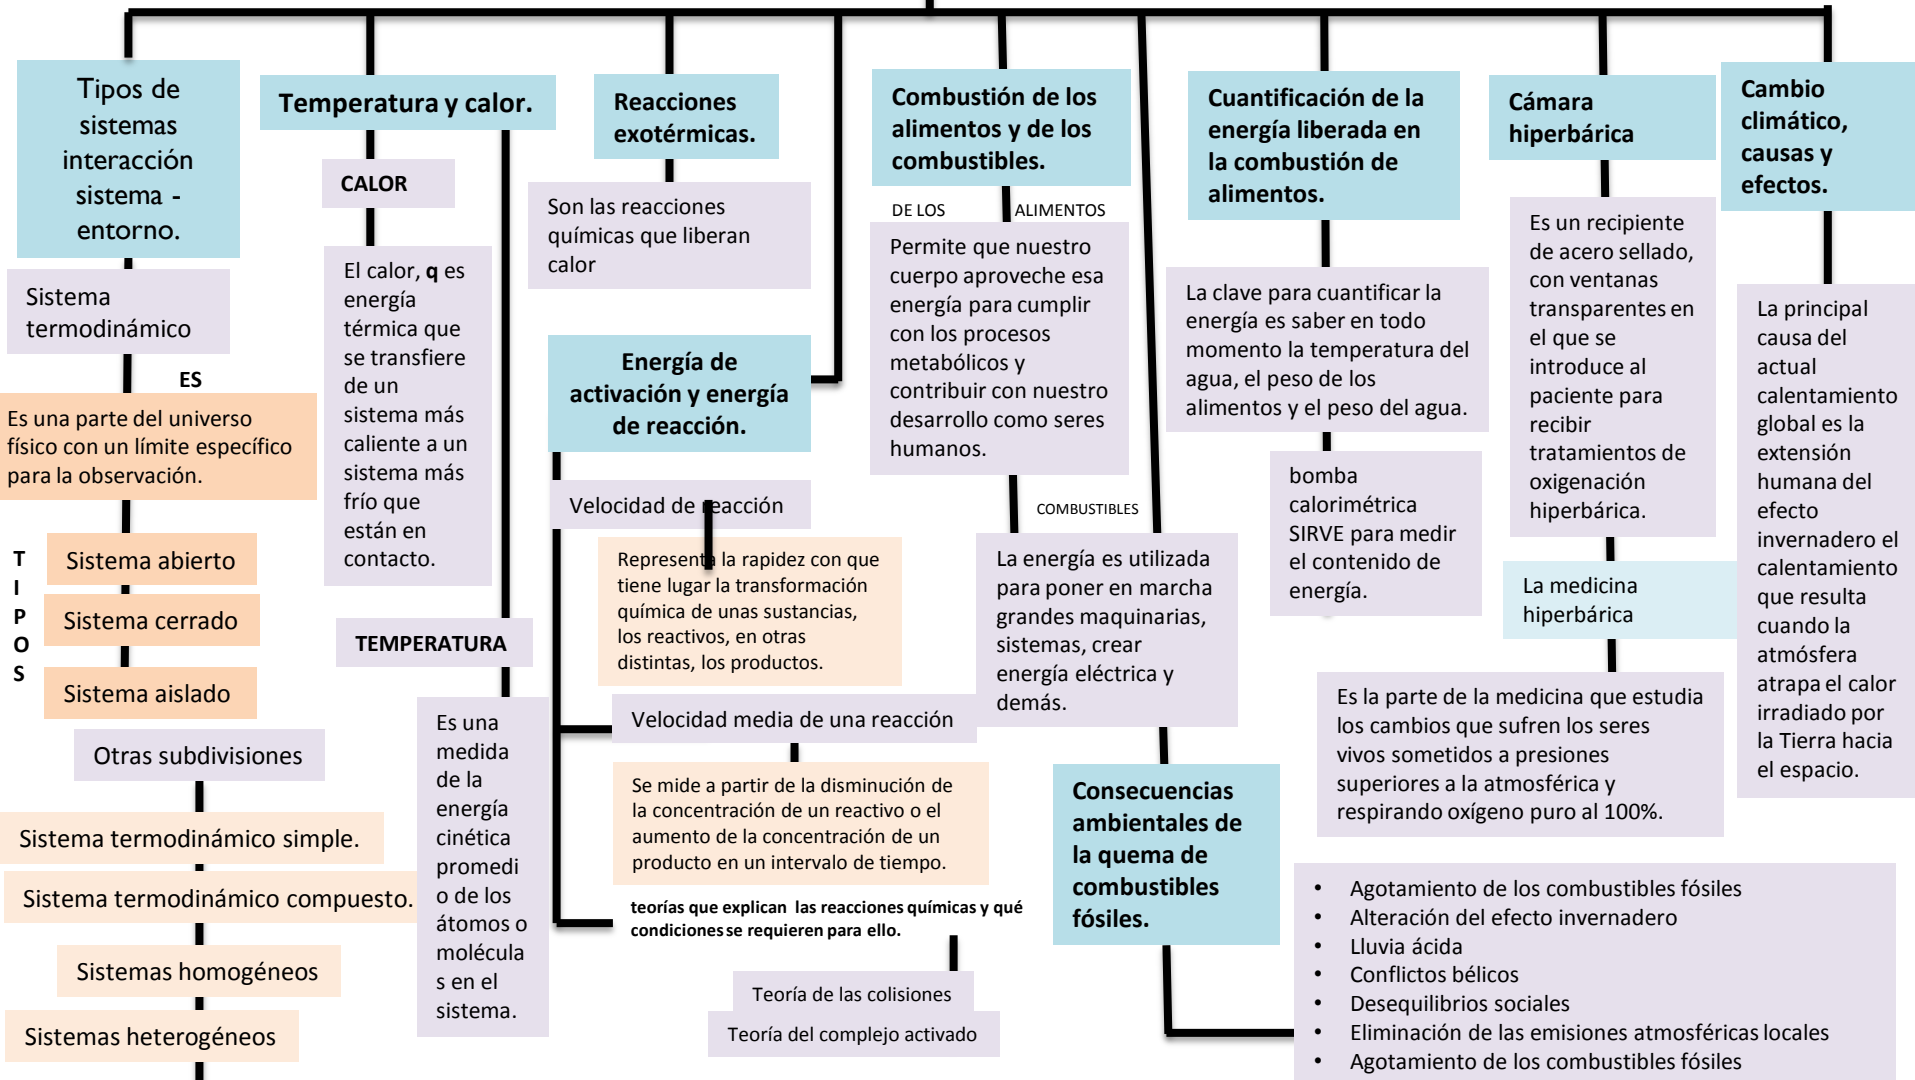 Tipos de
sistemas
interacción
sistema -
entorno.
Sistema
termodinámico
ES
Es una parte del universo
físico con un límite específico
para la observación.
T
I
P
O
S
Sistema abierto
Sistema cerrado
Sistema aislado
Otras subdivisiones
Sistema termodinámico simple.
Sistema termodinámico compuesto.
Sistemas homogéneos
Sistemas heterogéneos
Temperatura y calor.
CALOR
El calor, q es
energía
térmica que
se transfiere
de un
sistema más
caliente a un
sistema más
frío que
están en
contacto.
TEMPERATURA
Es una
medida
de la
energía
cinética
promedi
o de los
átomos o
molécula
s en el
sistema.
Reacciones
exotérmicas.
Son las reacciones
químicas que liberan
calor
Energía de
activación y energía
de reacción.
Velocidad de reacción
Representa la rapidez con que
tiene lugar la transformación
química de unas sustancias,
los reactivos, en otras
distintas, los productos.
Velocidad media de una reacción
Se mide a partir de la disminución de
la concentración de un reactivo o el
aumento de la concentración de un
producto en un intervalo de tiempo.
teorías que explican las reacciones químicas y qué
condiciones se requieren para ello.
Teoría de las colisiones
Teoría del complejo activado
Combustión de los
alimentos y de los
combustibles.
DE LOS ALIMENTOS
Permite que nuestro
cuerpo aproveche esa
energía para cumplir
con los procesos
metabólicos y
contribuir con nuestro
desarrollo como seres
humanos.
COMBUSTIBLES
La energía es utilizada
para poner en marcha
grandes maquinarias,
sistemas, crear
energía eléctrica y
demás.
Consecuencias
ambientales de
la quema de
combustibles
fósiles.
• Agotamiento de los combustibles fósiles
• Alteración del efecto invernadero
• Lluvia ácida
• Conflictos bélicos
• Desequilibrios sociales
• Eliminación de las emisiones atmosféricas locales
• Agotamiento de los combustibles fósiles
Cuantificación de la
energía liberada en
la combustión de
alimentos.
La clave para cuantificar la
energía es saber en todo
momento la temperatura del
agua, el peso de los
alimentos y el peso del agua.
bomba
calorimétrica
SIRVE para medir
el contenido de
energía.
Cámara
hiperbárica
Es un recipiente
de acero sellado,
con ventanas
transparentes en
el que se
introduce al
paciente para
recibir
tratamientos de
oxigenación
hiperbárica.
La medicina
hiperbárica
Es la parte de la medicina que estudia
los cambios que sufren los seres
vivos sometidos a presiones
superiores a la atmosférica y
respirando oxígeno puro al 100%.
Cambio
climático,
causas y
efectos.
La principal
causa del
actual
calentamiento
global es la
extensión
humana del
efecto
invernadero el
calentamiento
que resulta
cuando la
atmósfera
atrapa el calor
irradiado por
la Tierra hacia
el espacio.